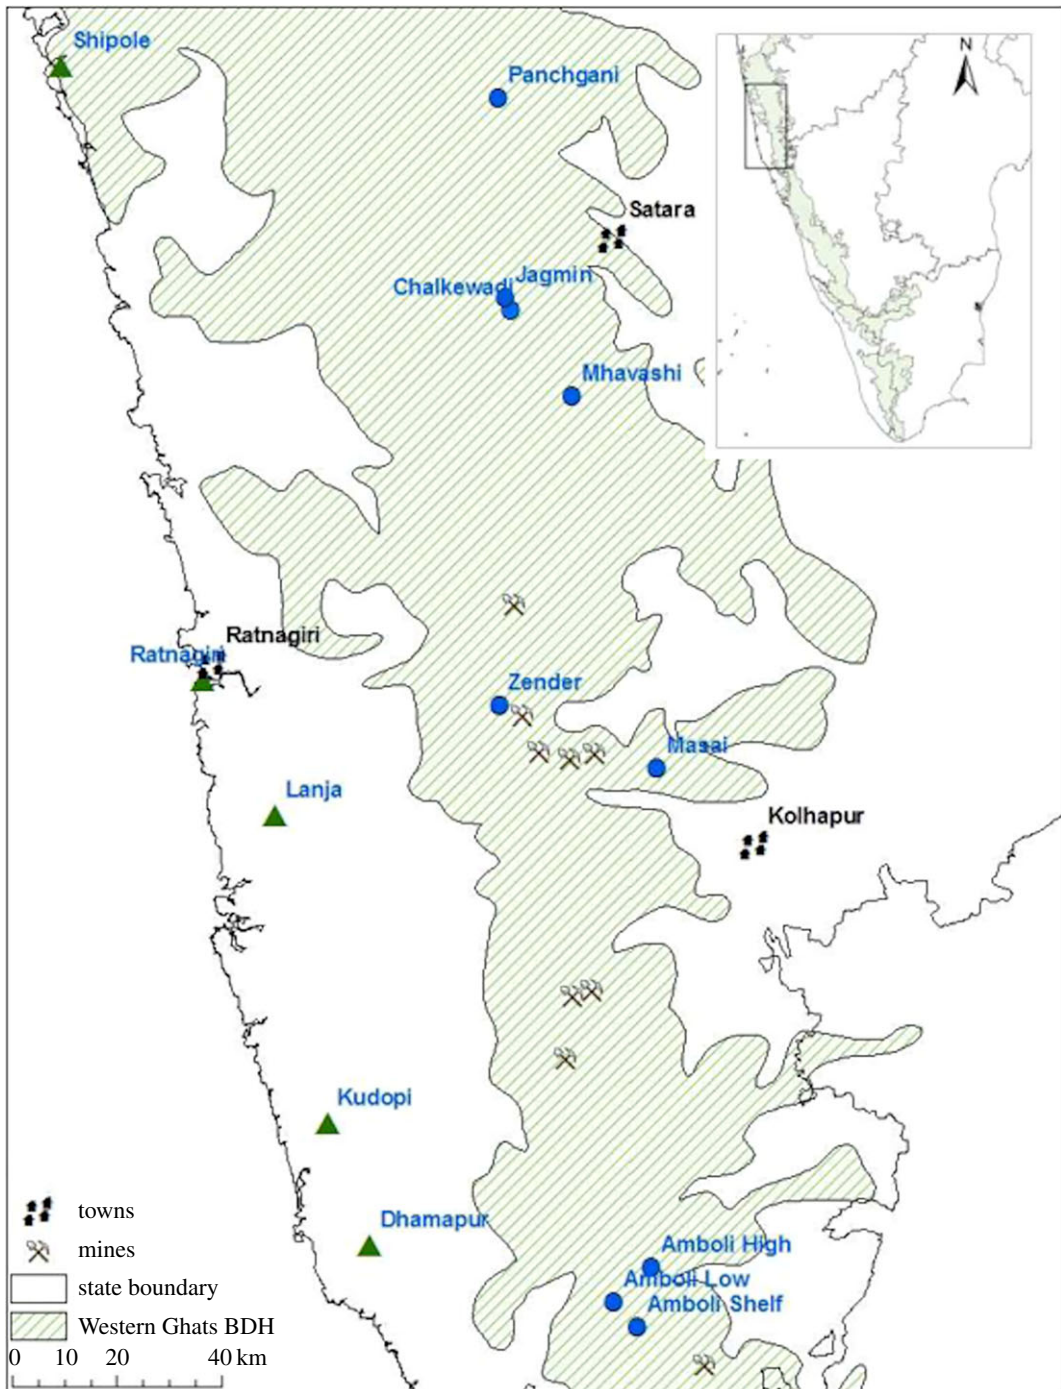 Shipole
Panchgani
N
Satara
Jagmin
Chalkewadi
Mhavashi
Ratnagiri
Ratnagiri
Zender
Masai
Lanja
Kolhapur
Kudopi
towns
Dhamapur
mines
Amboli High
state boundary
Amboli Low
Amboli Shelf
Western Ghats BDH
0 10 20 40 km